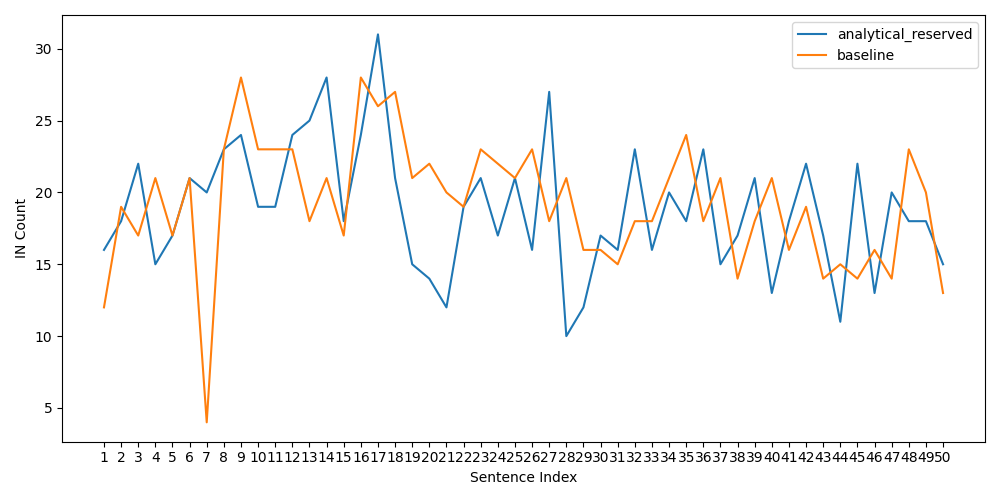 analytical_reserved
baseline
30
25
20
15
10
5
IN Count
1 2 3 4 5 6 7 8 9 10 11 12 13 14 15 16 17 18 19 20 21 22 23 24 25 26 27 28 29 30 31 32 33 34 35 36 37 38 39 40 41 42 43 44 45 46 47 48 49 50
Sentence Index